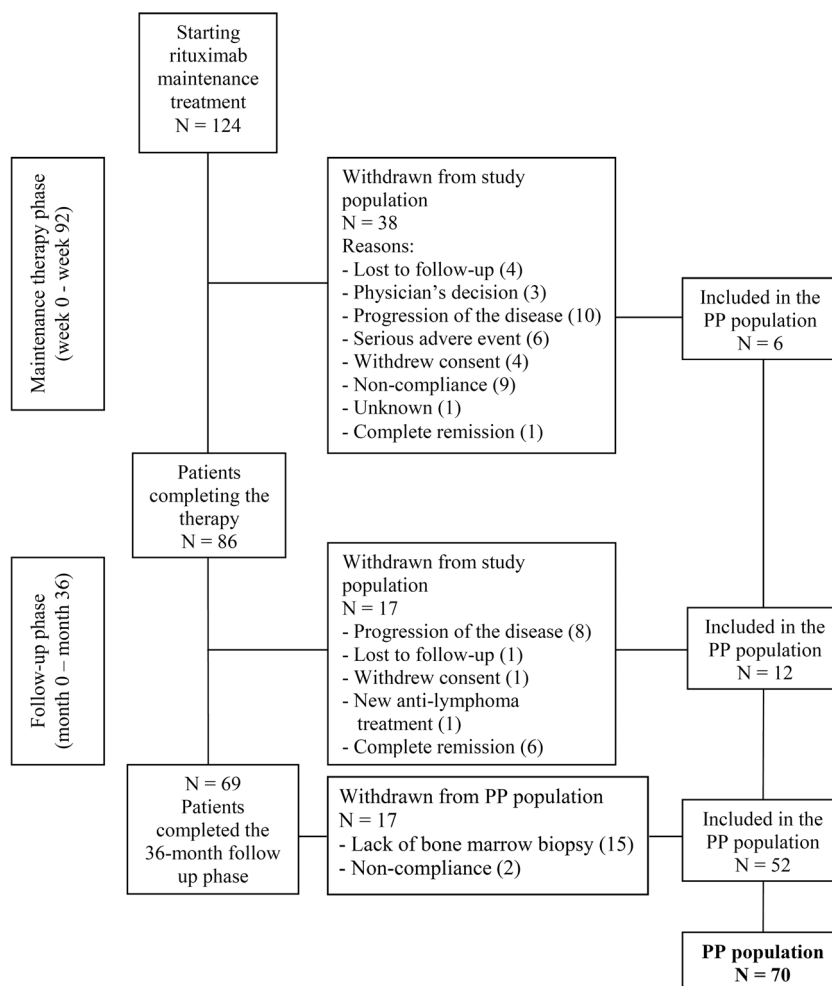 Starting
rituximab
maintenance
treatment
N = 124
Maintenance therapy phase
(week 0 - week 92)
Withdrawn from study
population
N = 38
Reasons:
- Lost to follow-up (4)
- Physician's decision (3)
- Progression of the disease (10)
- Serious advere event (6)
- Withdrew consent (4)
- Non-compliance (9)
- Unknown (1)
- Complete remission (1)
Included in the
PP population
N = 6
Patients
completing the
therapy
N = 86
Follow-up phase
(month 0 – month 36)
Withdrawn from study
population
N = 17
- Progression of the disease (8)
- Lost to follow-up (1)
- Withdrew consent (1)
- New anti-lymphoma
treatment (1)
- Complete remission (6)
Included in the
PP population
N = 12
N = 69
Patients
completed the
36-month follow
up phase
Withdrawn from PP population
N = 17
- Lack of bone marrow biopsy (15)
- Non-compliance (2)
Included in the
PP population
N = 52
PP population
N = 70